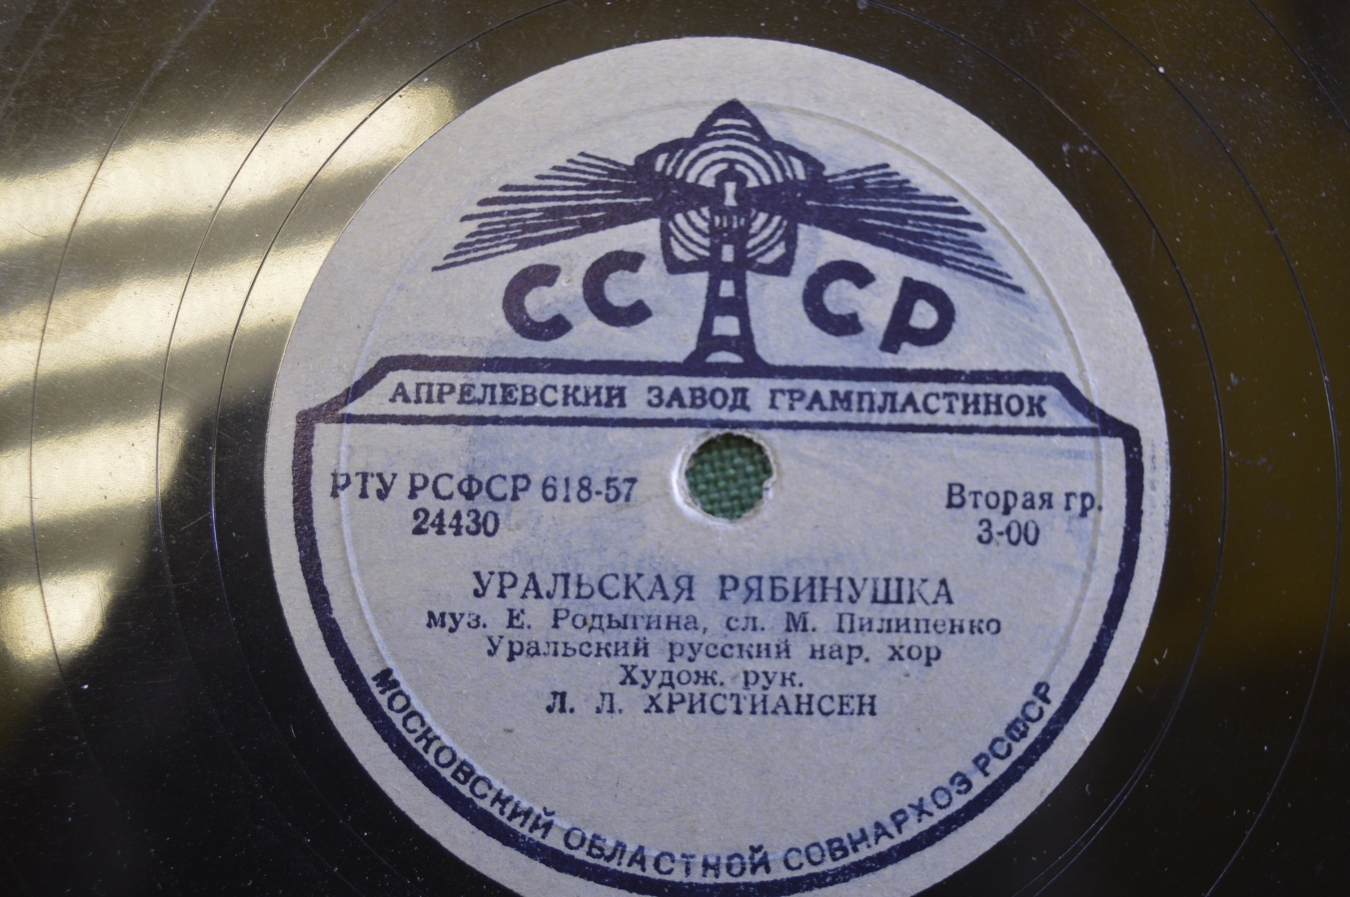 СССР
АПРЕЛЕВСКИЙ ЗАВОД ГРАМПЛАСТИНОК
РТУ РСФСР 618-57
24430
Вторая гр.
3-00
УРАЛЬСКАЯ РЯБИНУШКА
муз. Е. Родыгина, сл. М. Пилипенко
Уральский русский нар. хор
Худож. рук.
Л. Л. ХРИСТИАНСЕН
МОСКОВСКИЙ ОБЛАСТНОЙ СОВНАРХОЗ РСФСР